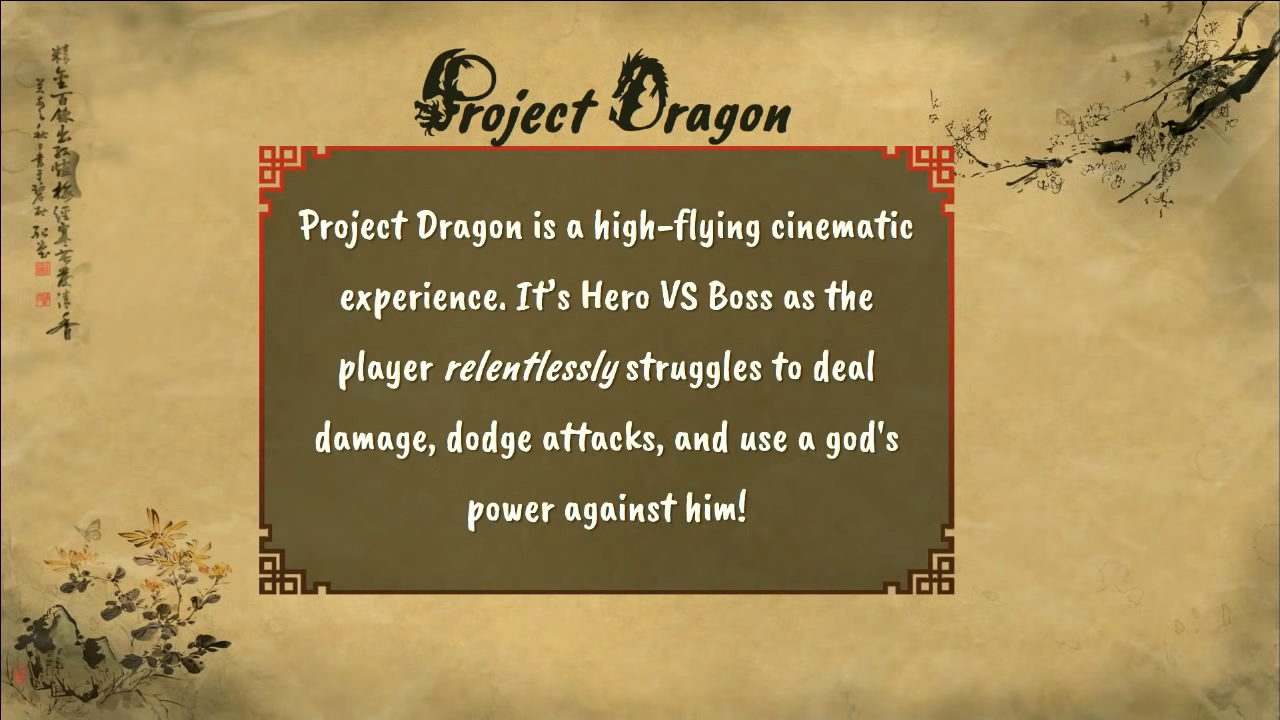 Project Dragon
Project Dragon is a high-flying cinematic
experience. It's Hero VS Boss as the
player relentlessly struggles to deal
damage, dodge attacks, and use a god's
power against him!